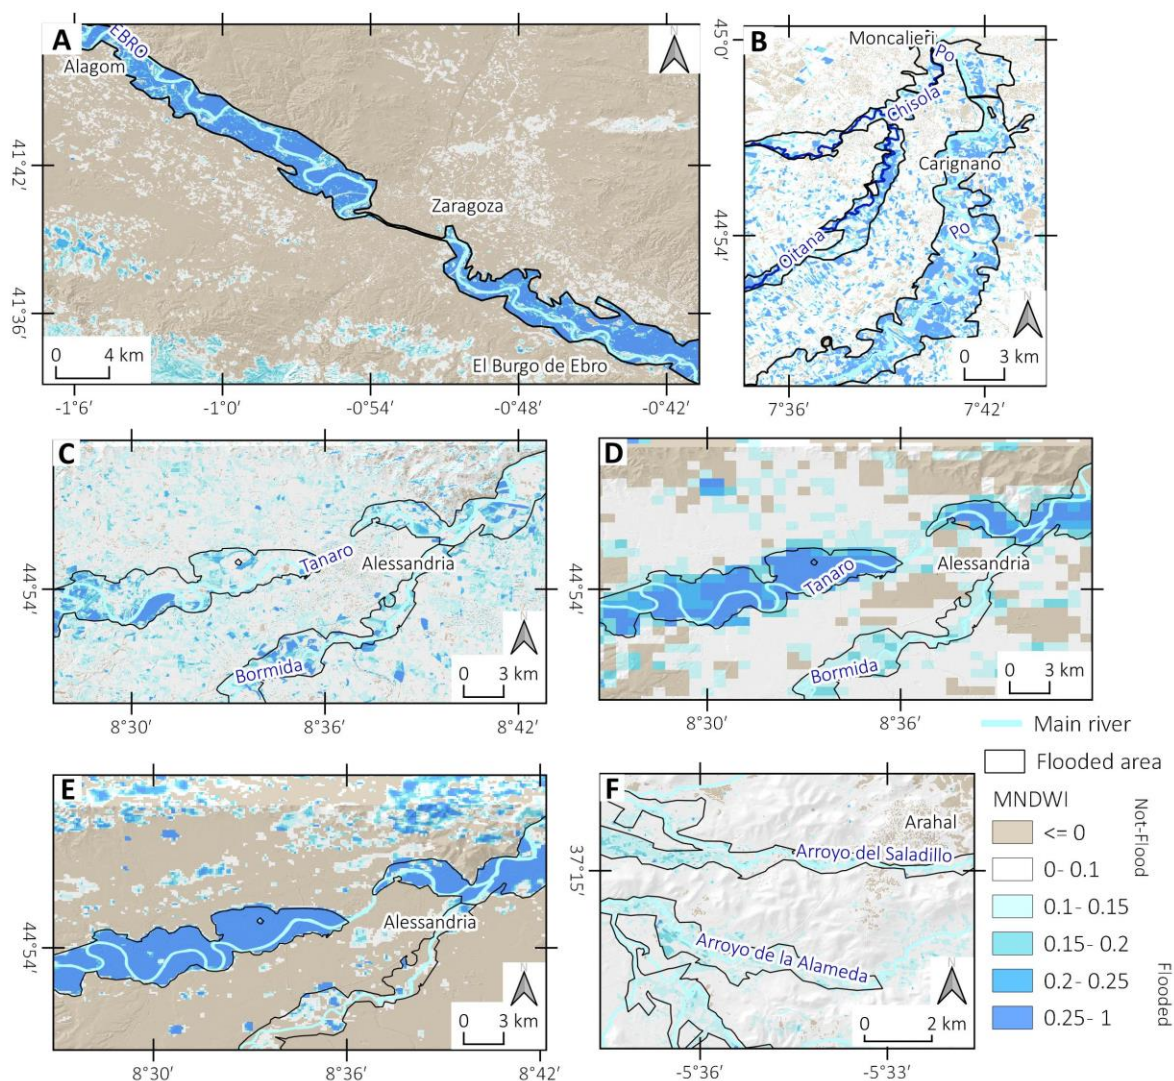 A
EBRO
Alagom
Zaragoza
El Burgo de Ebro
N
41°42′
41°36′
0 4 km
-1°6′ -1°0′ -0°54′ -0°48′ -0°42′
B
Moncalieri
Po
Chisola
Carignano
Po
Oitana
N
45°0′
44°54′
0 3 km
7°36′ 7°42′
C
Tanaro
Alessandria
Bormida
N
44°54′
0 3 km
8°30′ 8°36′ 8°42′
D
Tanaro
Alessandria
Bormida
N
44°54′
0 3 km
8°30′ 8°36′
Main river
Flooded area
MNDWI
<= 0
0- 0.1
0.1- 0.15
0.15- 0.2
0.2- 0.25
0.25- 1
Not-Flood
Flooded
E
Alessandria
N
44°54′
0 3 km
8°30′ 8°36′ 8°42′
F
Arahal
Arroyo del Saladillo
Arroyo de la Alameda
N
37°15′
0 2 km
-5°36′ -5°33′